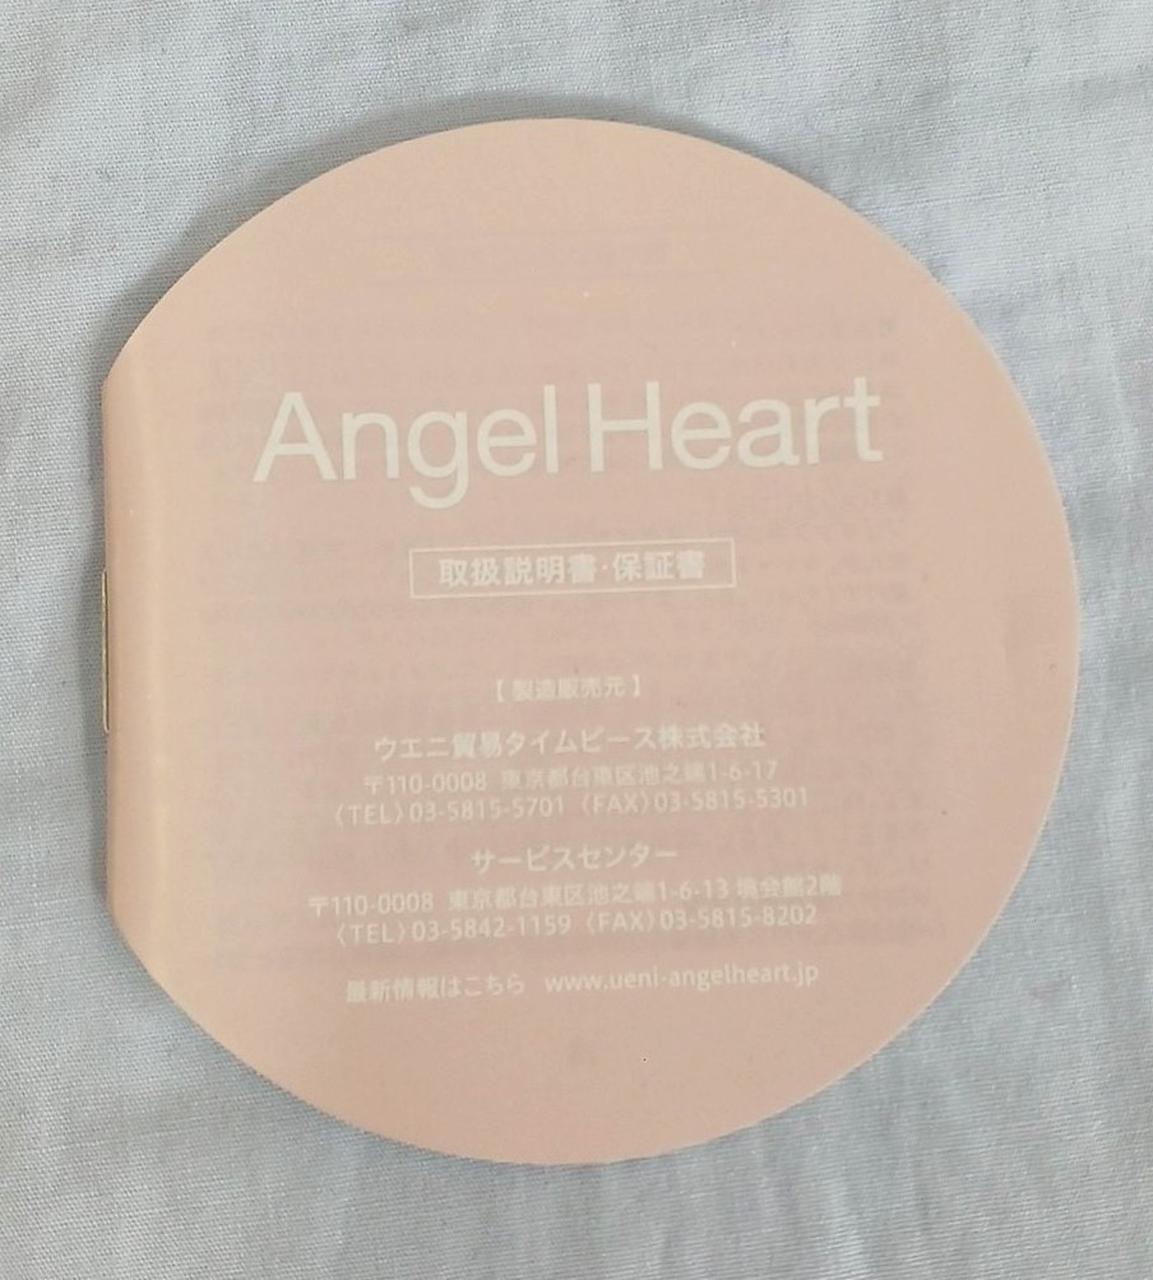 Angel Heart
取扱説明書・保証書
【 製造販売元 】
ウエニ貿易タイムピース株式会社
〒110-0008 東京都台東区池之端1-6-17
〈TEL〉03-5815-5701 〈FAX〉03-5815-5301
サービスセンター
〒110-0008 東京都台東区池之端1-6-13 境会館2階
〈TEL〉03-5842-1159 〈FAX〉03-5815-8202
最新情報はこちら www.ueni-angelheart.jp